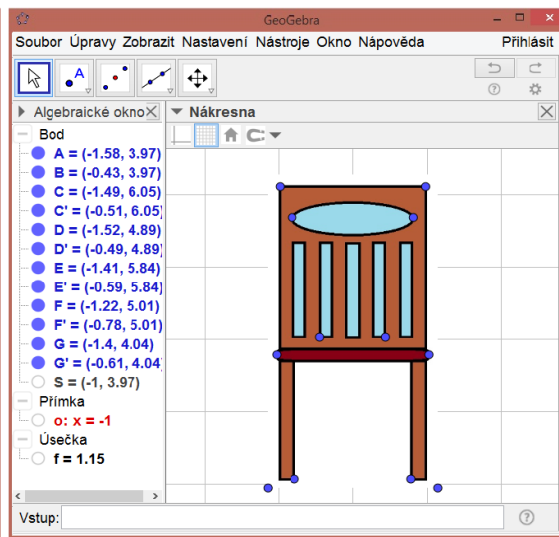 GeoGebra
Soubor Úpravy Zobrazit Nastavení Nástroje Okno Nápověda Přihlásit
A
Algebraické okno Nákresna
Bod
A = (-1.58, 3.97)
B = (-0.43, 3.97)
C = (-1.49, 6.05)
C' = (-0.51, 6.05)
D = (-1.52, 4.89)
D' = (-0.49, 4.89)
E = (-1.41, 5.84)
E' = (-0.59, 5.84)
F = (-1.22, 5.01)
F' = (-0.78, 5.01)
G = (-1.4, 4.04)
G' = (-0.61, 4.04)
S = (-1, 3.97)
Přímka
o: x = -1
Úsečka
f = 1.15
Vstup: